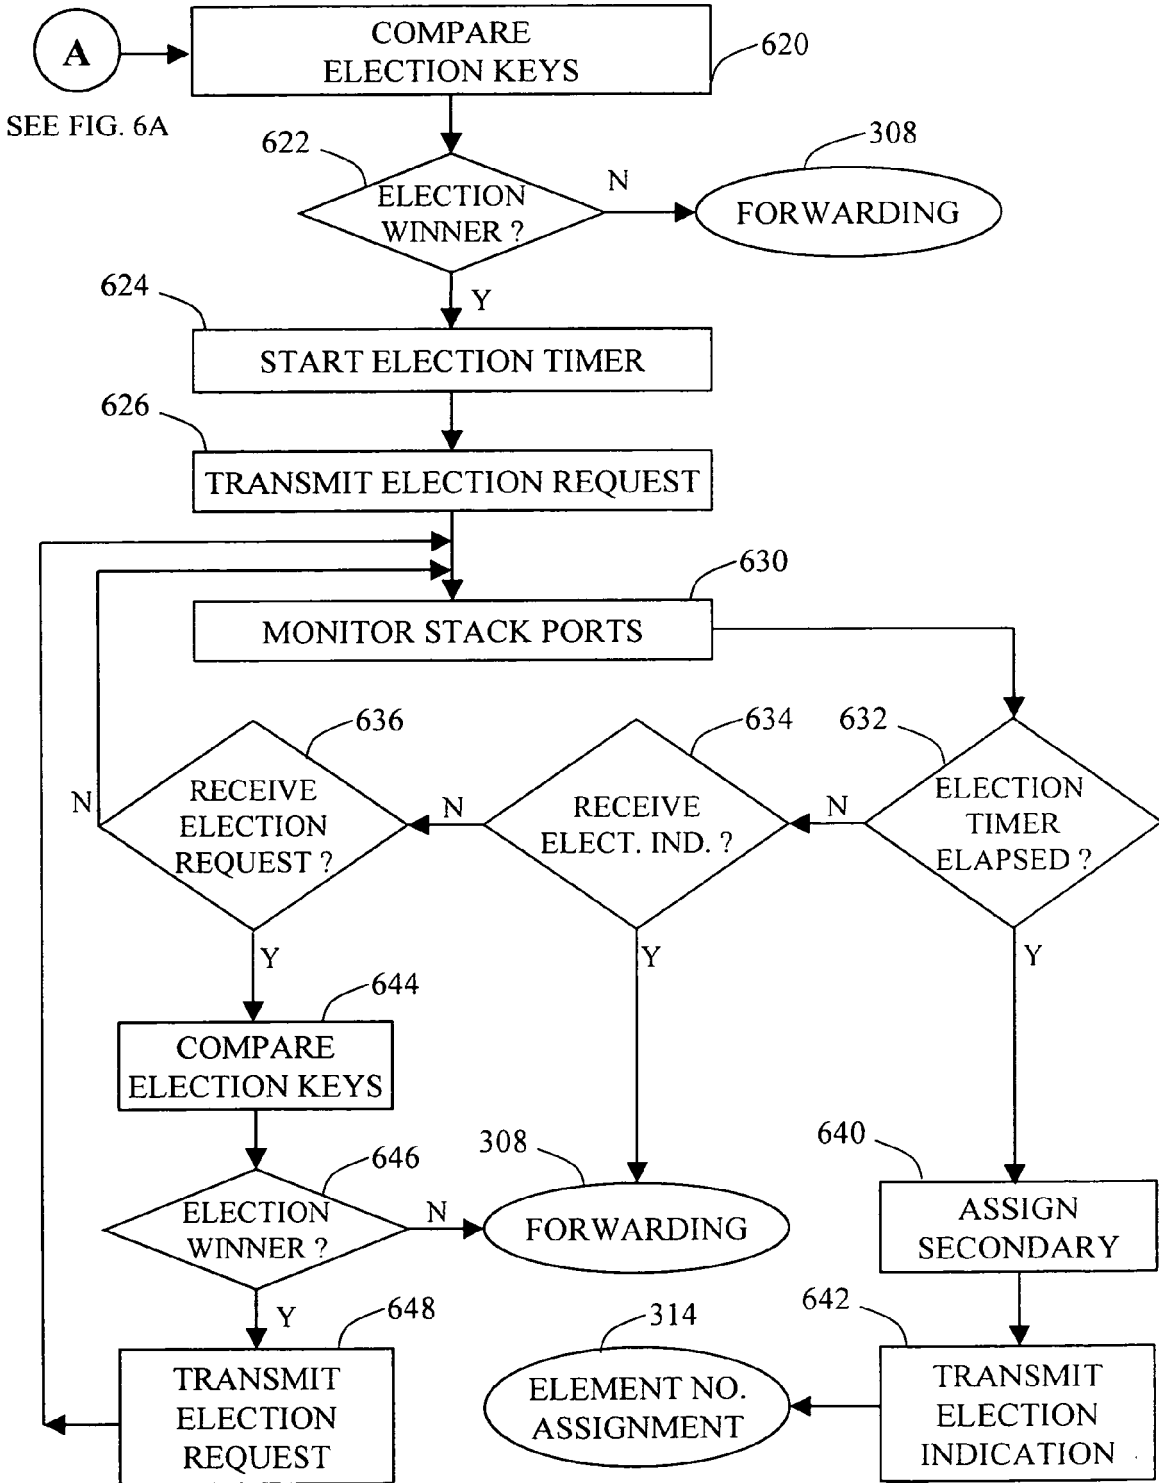 A
COMPARE
ELECTION KEYS
620
SEE FIG. 6A
622
ELECTION
WINNER ?
N
308
FORWARDING
Y
624
START ELECTION TIMER
626
TRANSMIT ELECTION REQUEST
630
MONITOR STACK PORTS
636
634
632
N
RECEIVE
ELECTION
REQUEST ?
N
RECEIVE
ELECT. IND. ?
N
ELECTION
TIMER
ELAPSED ?
Y
Y
Y
644
COMPARE
ELECTION KEYS
646
ELECTION
WINNER ?
N
308
FORWARDING
640
ASSIGN
SECONDARY
Y
648
TRANSMIT
ELECTION
REQUEST
314
ELEMENT NO.
ASSIGNMENT
642
TRANSMIT
ELECTION
INDICATION